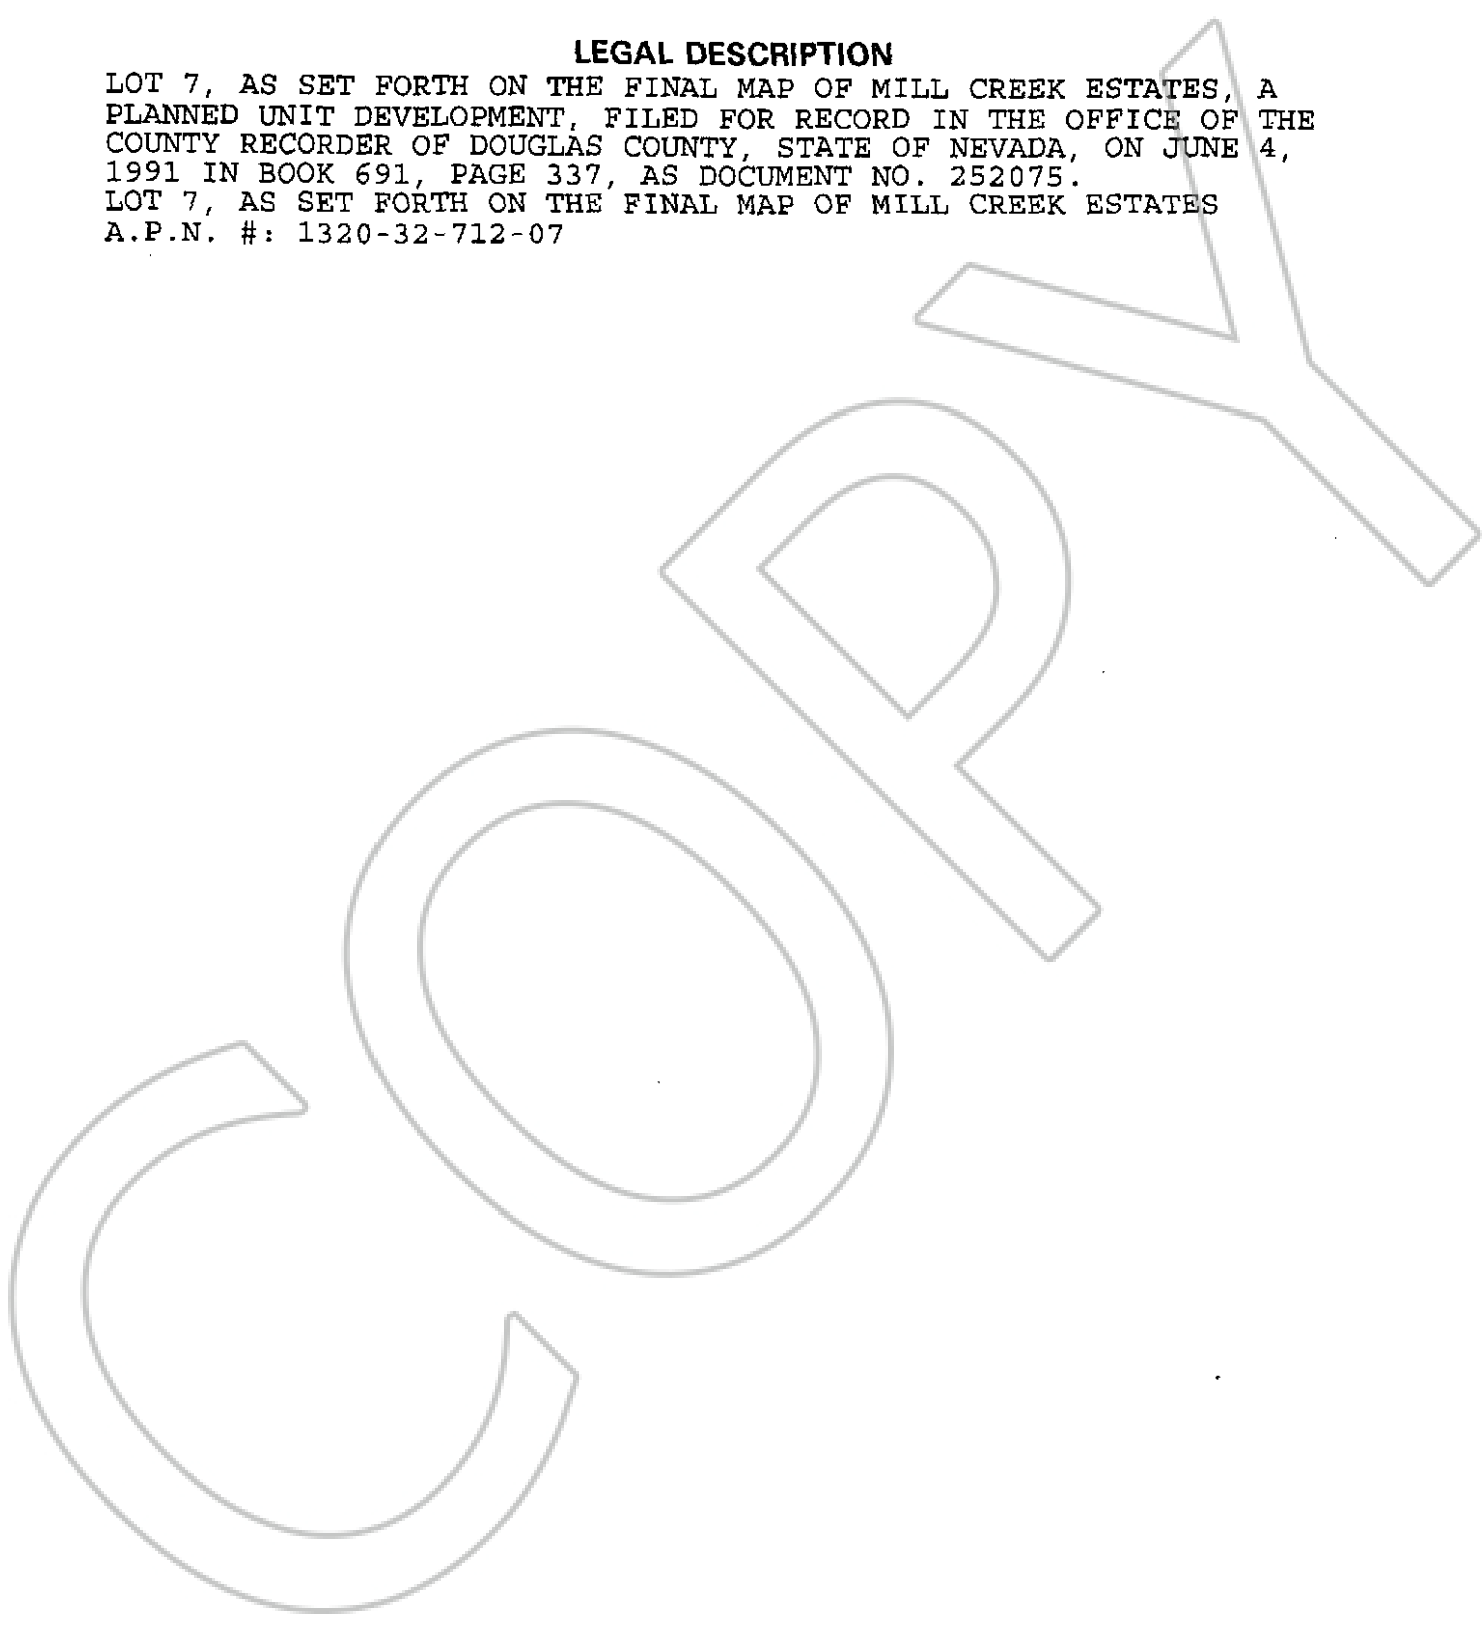 LEGAL DESCRIPTION
LOT 7, AS SET FORTH ON THE FINAL MAP OF MILL CREEK ESTATES, A
PLANNED UNIT DEVELOPMENT, FILED FOR RECORD IN THE OFFICE OF THE
COUNTY RECORDER OF DOUGLAS COUNTY, STATE OF NEVADA, ON JUNE 4,
1991 IN BOOK 691, PAGE 337, AS DOCUMENT NO. 252075.
LOT 7, AS SET FORTH ON THE FINAL MAP OF MILL CREEK ESTATES
A.P.N. #: 1320-32-712-07
COPY